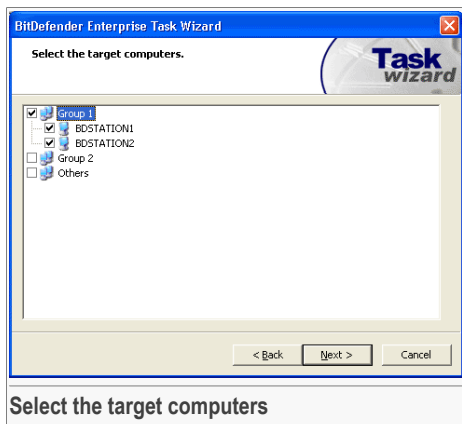 BitDefender Enterprise Task Wizard
Select the target computers.
Task
wizard
Group 1
BDSTATION1
BDSTATION2
Group 2
Others
< Back
Next >
Cancel
Select the target computers